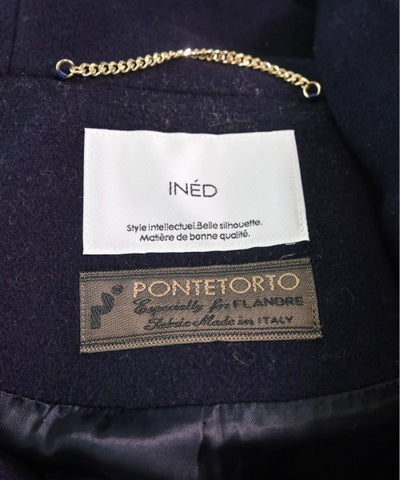 INÉD
Style intellectuel.Belle silhouette.
Matière de bonne qualité.
PONTETORTO
Especially for FLANDRE
Fabric Made in ITALY